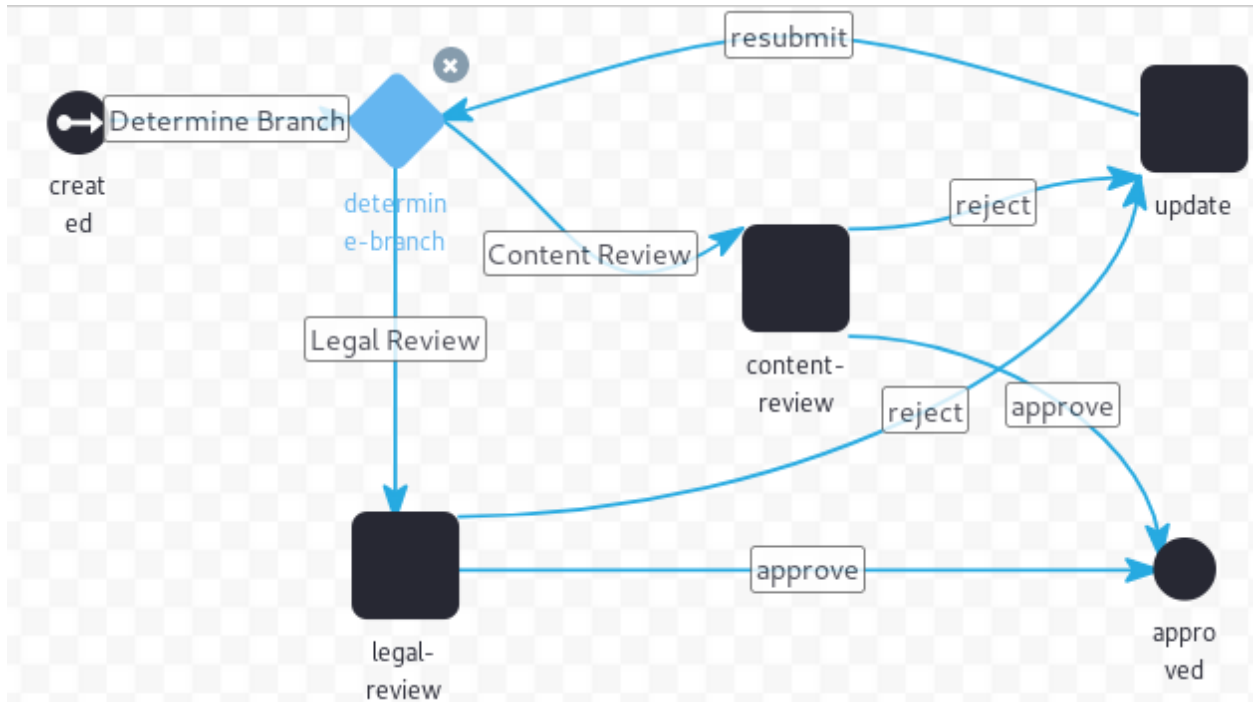 resubmit
Determine Branch
creat
ed
determin
e-branch
reject
update
Content Review
Legal Review
content-
review
reject
approve
approve
legal-
review
appro
ved